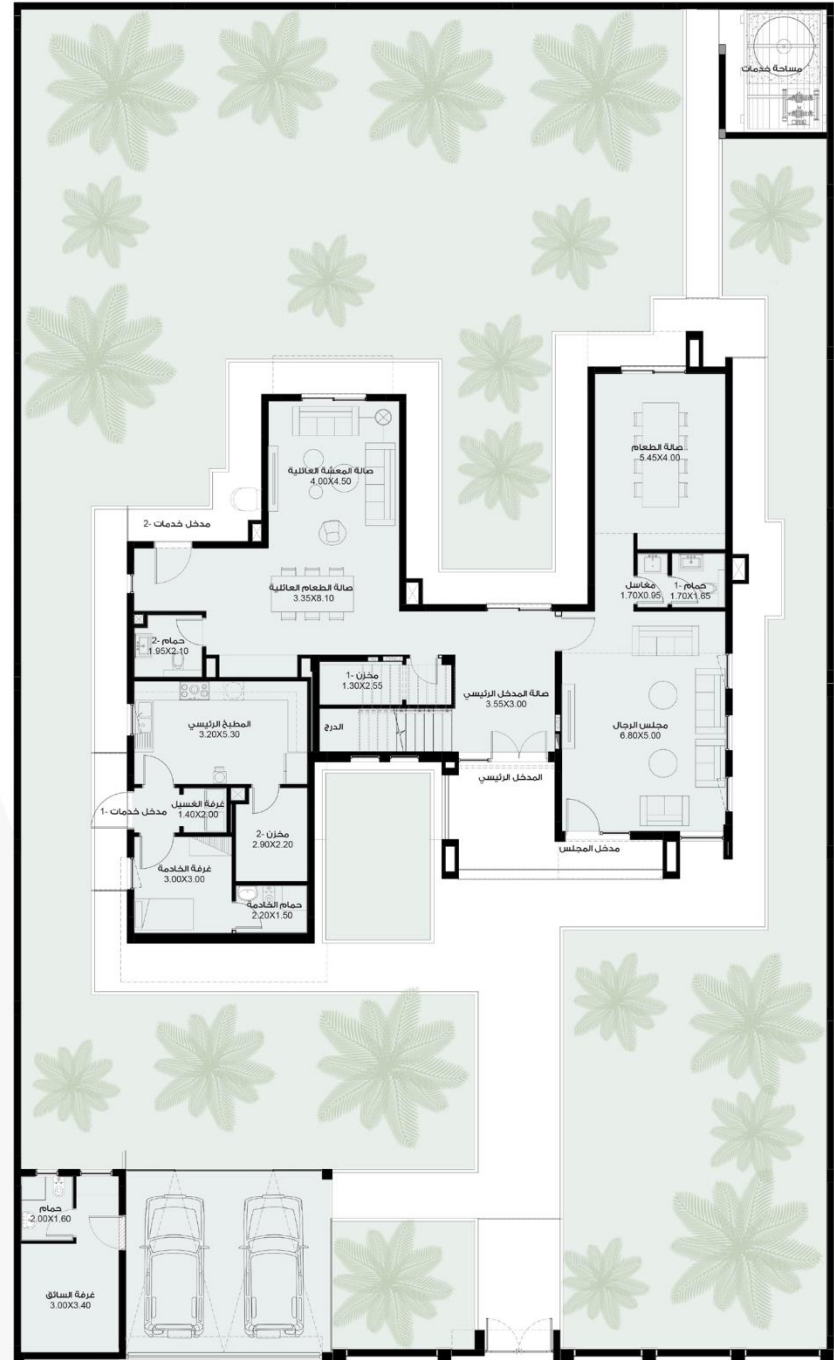 مساحة خدمات
صالة الطعام
5.45X4.00
صالة المعشة العائلية
4.00X4.50
مدخل خدمات -2
صالة الطعام العائلية
3.35X8.10
حمام -1
1.70X1.65
مغاسل
1.70X0.95
حمام -2
1.95X2.10
مخزن -1
1.30X2.55
صالة المدخل الرئيسي
3.55X3.00
مجلس الرجال
6.80X5.00
المطبخ الرئيسي
3.20X5.30
الدرج
المدخل الرئيسي
غرفة الغسيل
1.40X2.00
مدخل خدمات -1
مخزن -2
2.90X2.20
مدخل المجلس
غرفة الخادمة
3.00X3.00
حمام الخادمة
2.20X1.50
حمام
2.00X1.60
غرفة السائق
3.00X3.40